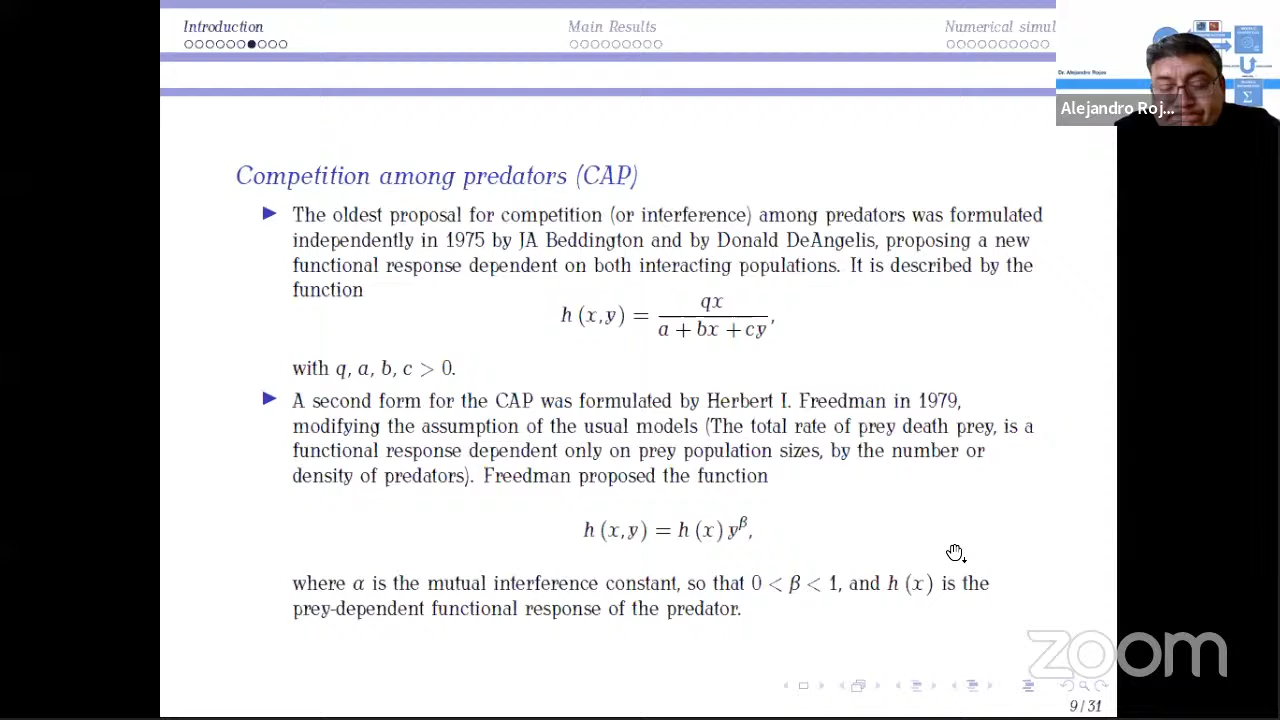 Introduction
Main Results
Numerical simul
Dr. Alejandro Rojas
Alejandro Roj...
Competition among predators (CAP)
The oldest proposal for competition (or interference) among predators was formulated
independently in 1975 by JA Beddington and by Donald DeAngelis, proposing a new
functional response dependent on both interacting populations. It is described by the
function
h (x,y) = qx / (a + bx + cy),
with q, a, b, c > 0.
A second form for the CAP was formulated by Herbert I. Freedman in 1979,
modifying the assumption of the usual models (The total rate of prey death prey, is a
functional response dependent only on prey population sizes, by the number or
density of predators). Freedman proposed the function
h (x,y) = h (x) y^β,
where α is the mutual interference constant, so that 0 < β < 1, and h (x) is the
prey-dependent functional response of the predator.
zoom
9/31